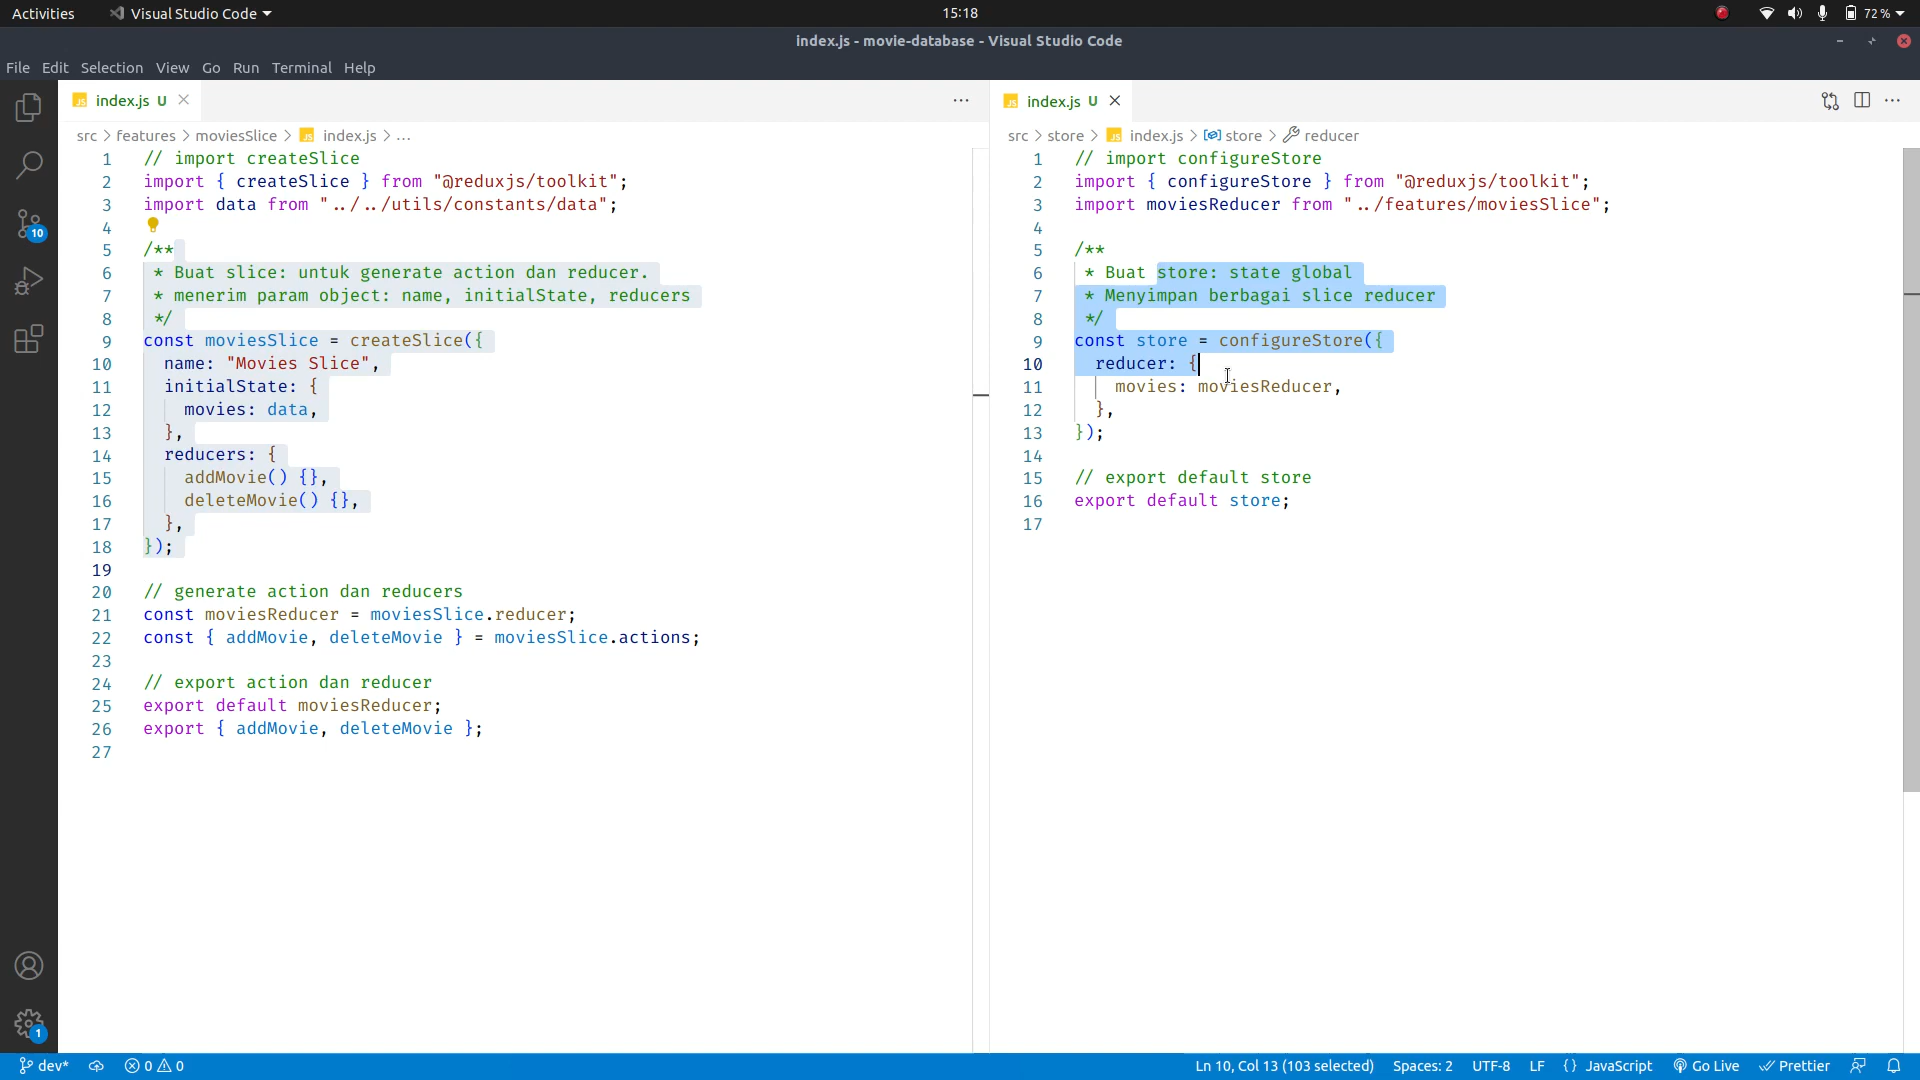 Activities
Visual Studio Code
15:18
72 %
index.js - movie-database - Visual Studio Code
File Edit Selection View Go Run Terminal Help
index.js U
src > features > moviesSlice > index.js > ...
1 // import createSlice
2 import { createSlice } from "@reduxjs/toolkit";
3 import data from "../../utils/constants/data";
4
5 /**
6 * Buat slice: untuk generate action dan reducer.
7 * menerim param object: name, initialState, reducers
8 */
9 const moviesSlice = createSlice({
10 name: "Movies Slice",
11 initialState: {
12 movies: data,
13 },
14 reducers: {
15 addMovie() {},
16 deleteMovie() {},
17 },
18 });
19
20 // generate action dan reducers
21 const moviesReducer = moviesSlice.reducer;
22 const { addMovie, deleteMovie } = moviesSlice.actions;
23
24 // export action dan reducer
25 export default moviesReducer;
26 export { addMovie, deleteMovie };
27
index.js U
src > store > index.js > store > reducer
1 // import configureStore
2 import { configureStore } from "@reduxjs/toolkit";
3 import moviesReducer from "../features/moviesSlice";
4
5 /**
6 * Buat store: state global
7 * Menyimpan berbagai slice reducer
8 */
9 const store = configureStore({
10 reducer: {
11 movies: moviesReducer,
12 },
13 });
14
15 // export default store
16 export default store;
17
10
1
dev* 0 0
Ln 10, Col 13 (103 selected) Spaces: 2 UTF-8 LF {} JavaScript Go Live Prettier